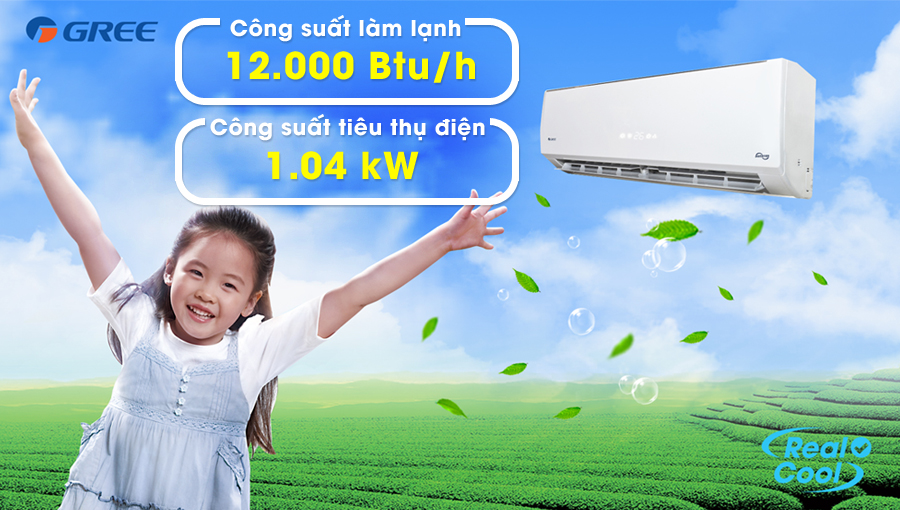 GREE
Công suất làm lạnh
12.000 Btu/h
Công suất tiêu thụ điện
1.04 kW
Real
Cool